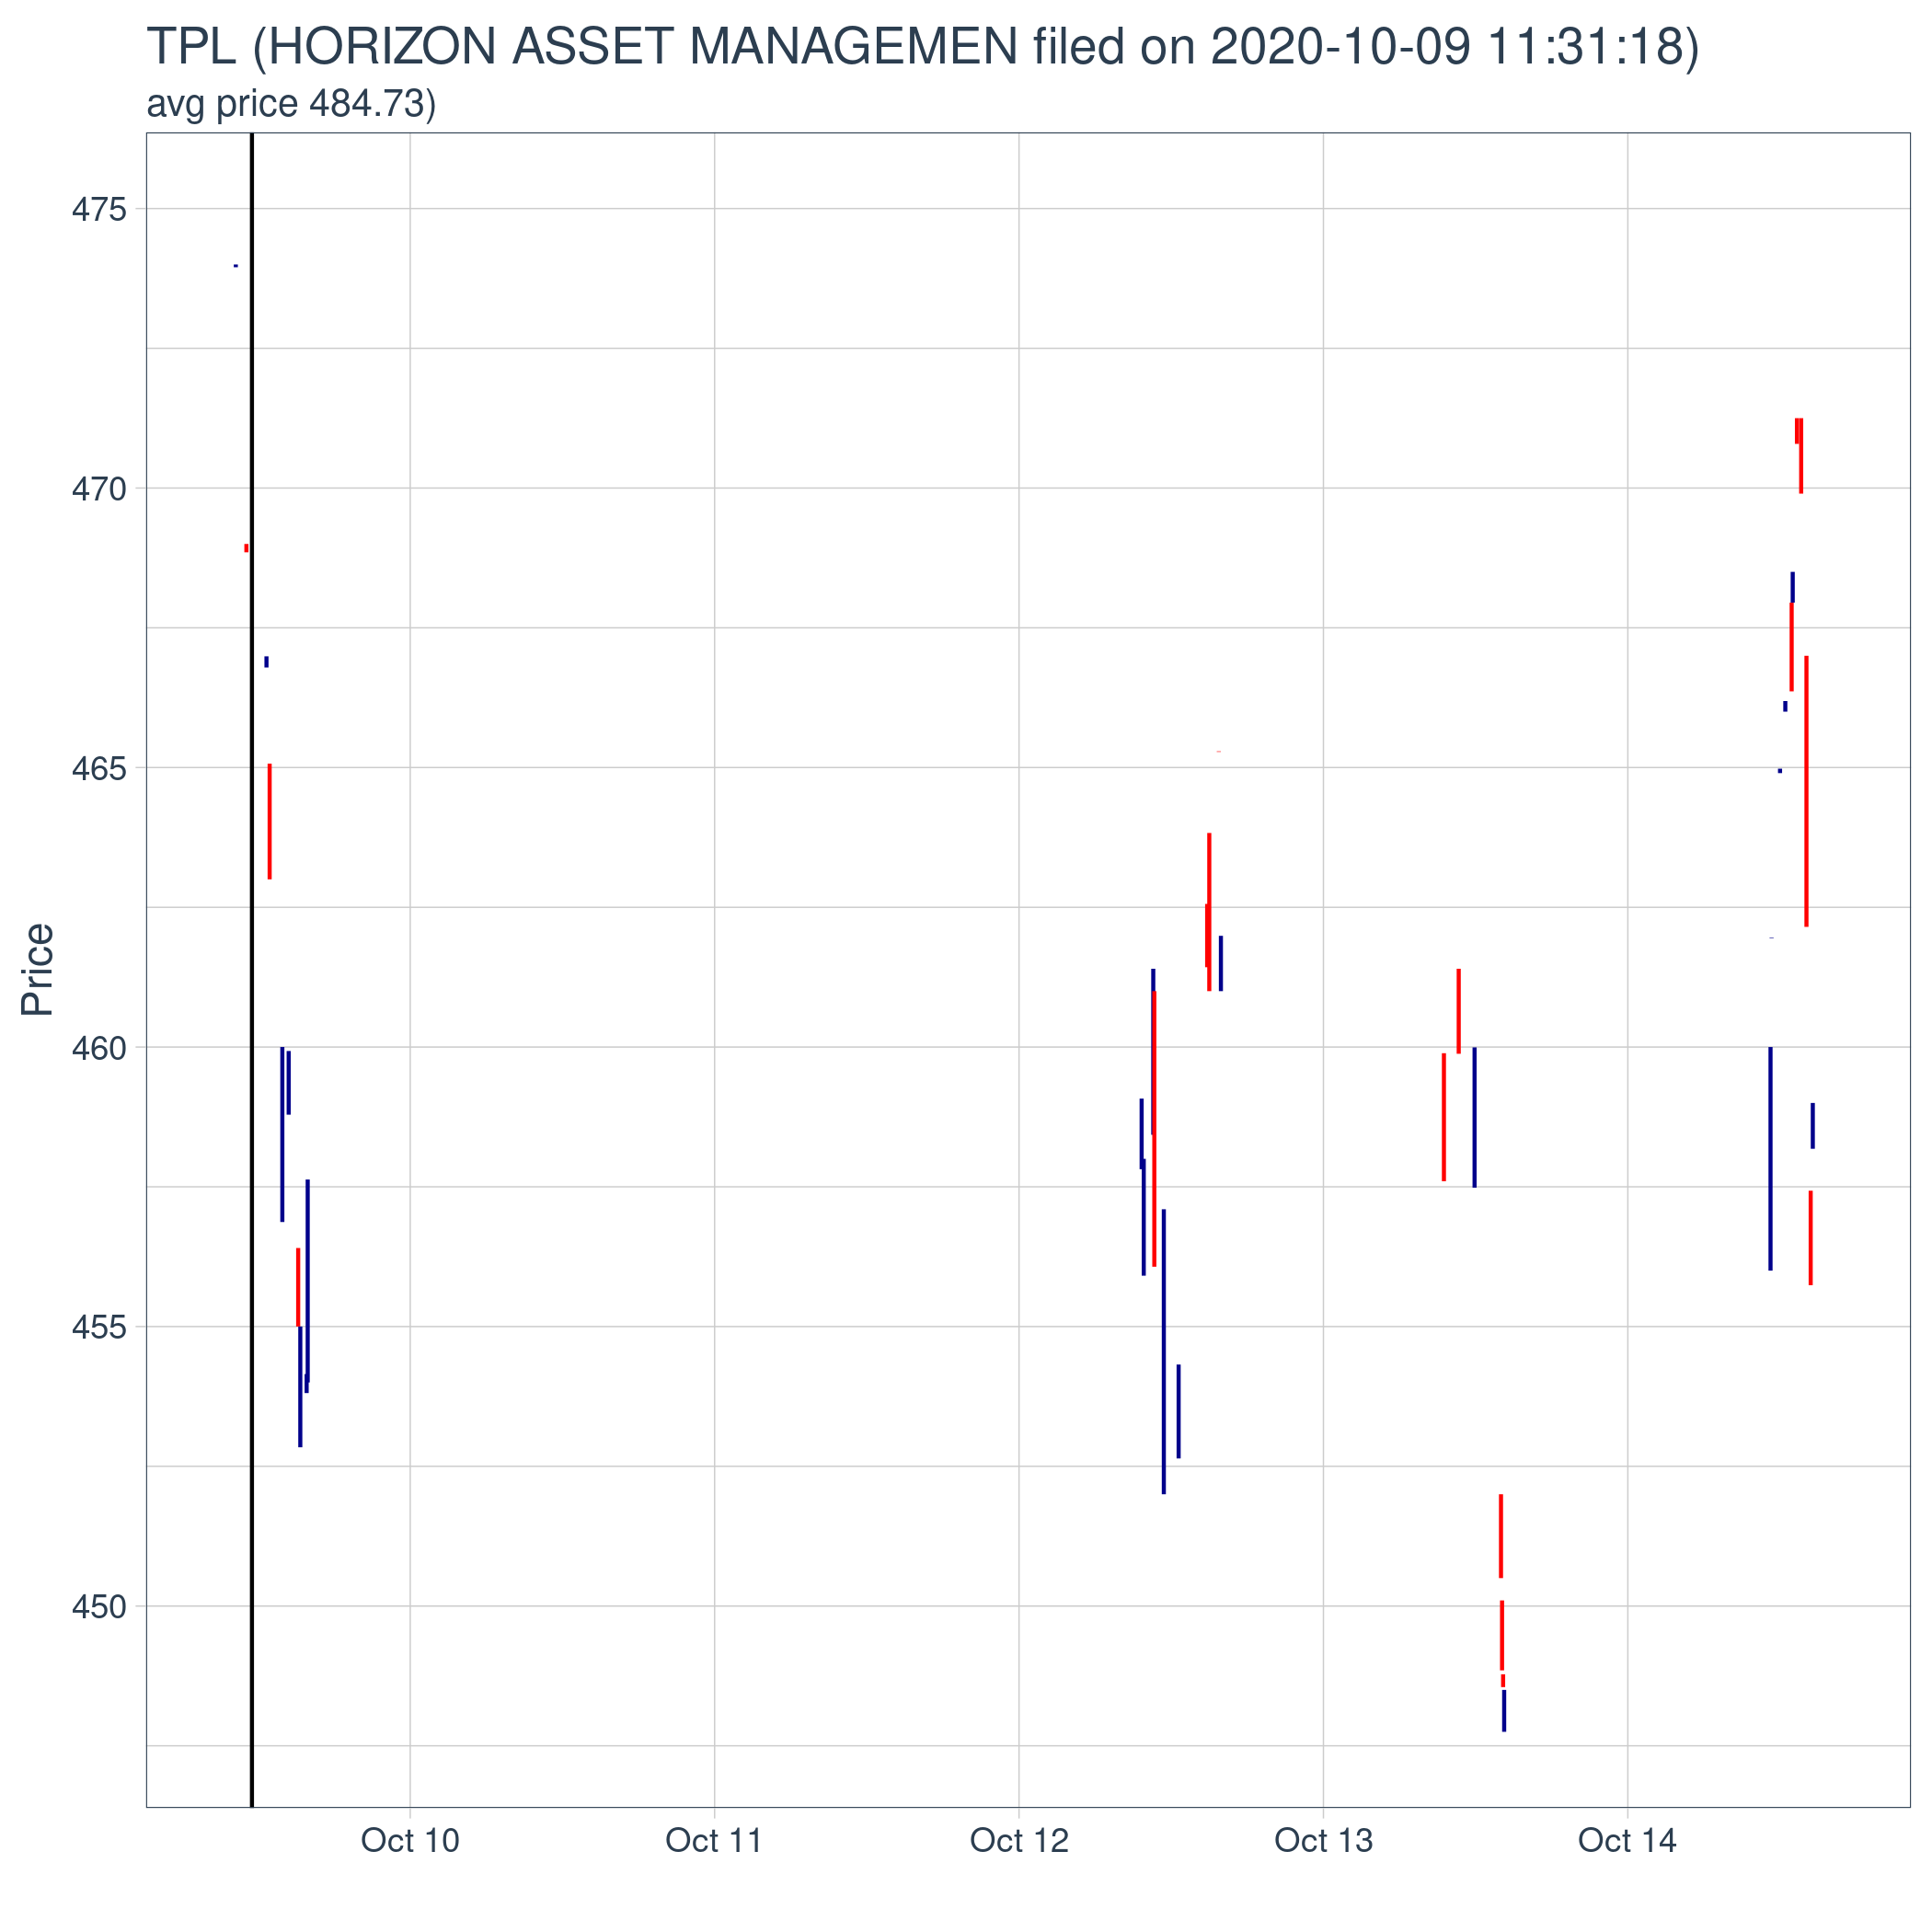 TPL (HORIZON ASSET MANAGEMEN filed on 2020-10-09 11:31:18)
avg price 484.73)
475
470
465
460
455
450
Price
Oct 10
Oct 11
Oct 12
Oct 13
Oct 14